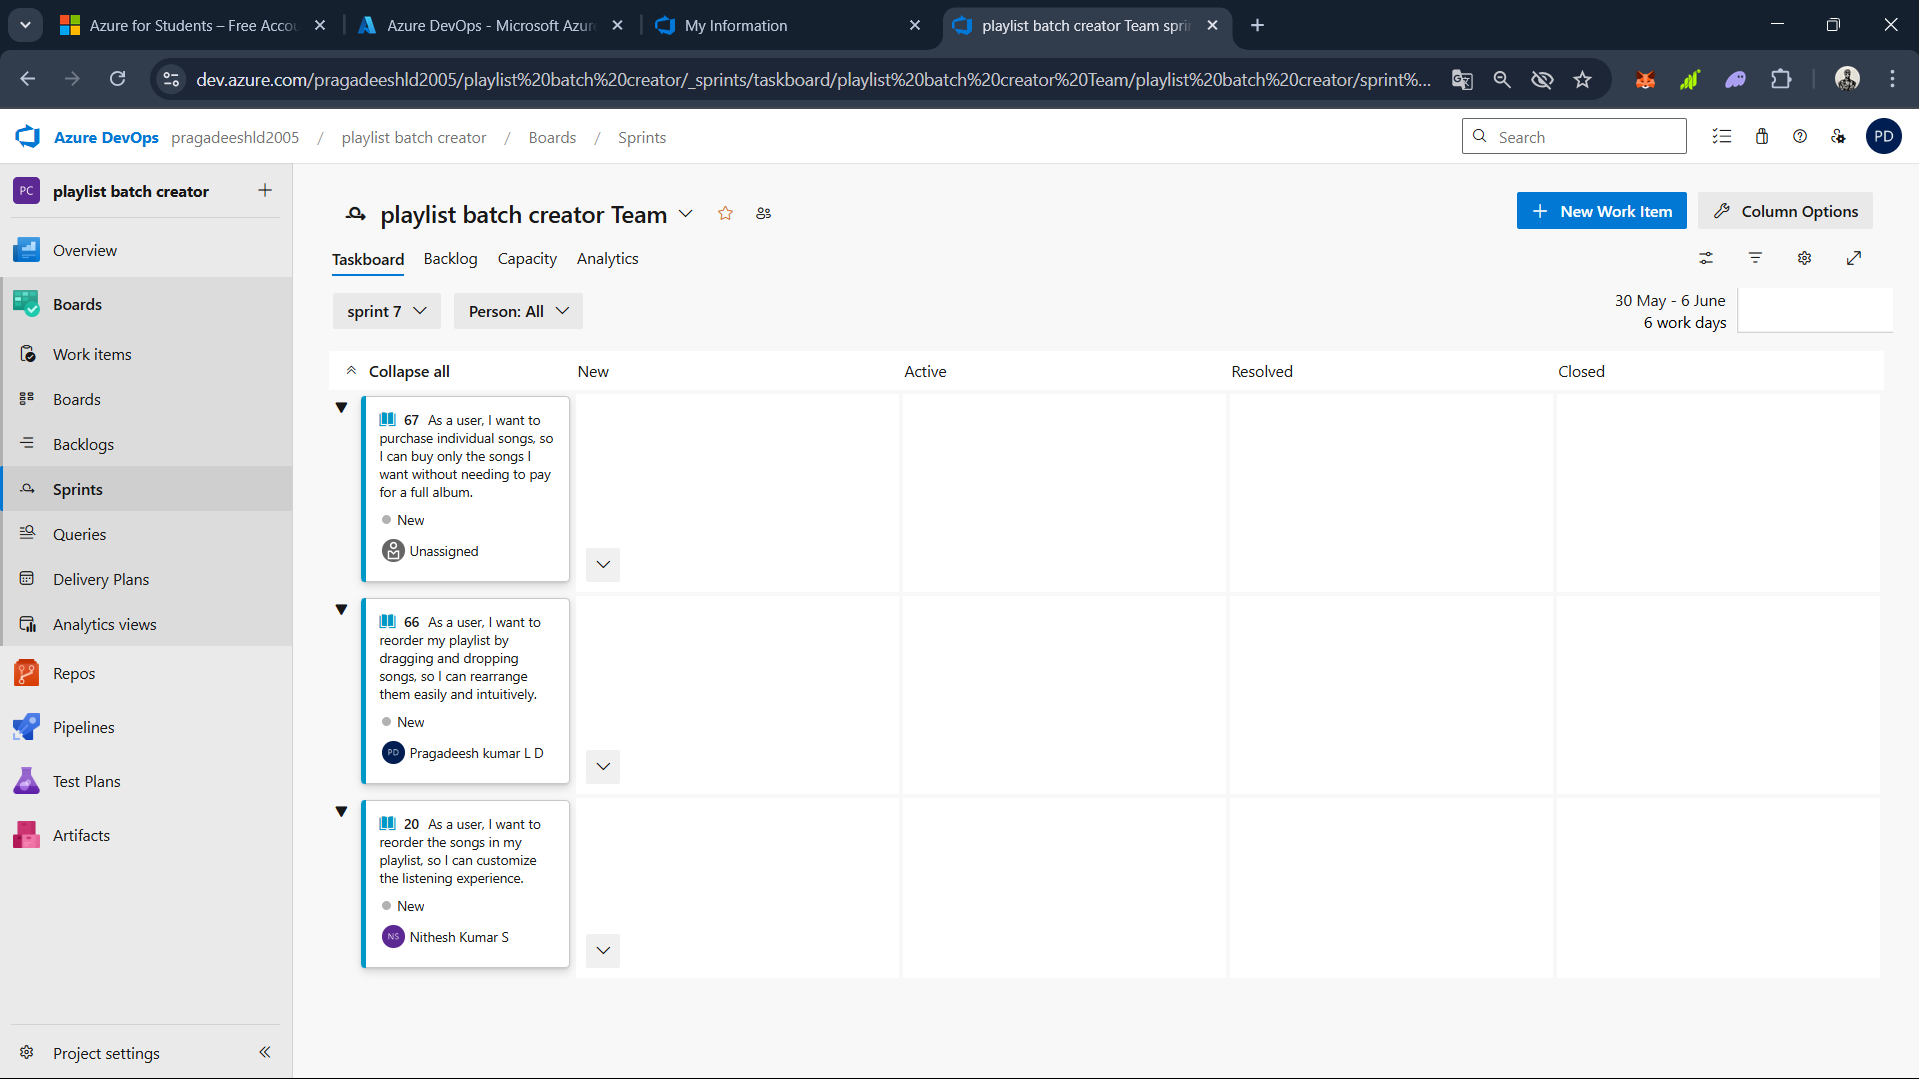 Azure for Students – Free Accou
Azure DevOps - Microsoft Azur
My Information
playlist batch creator Team spri
dev.azure.com/pragadeeshld2005/playlist%20batch%20creator/_sprints/taskboard/playlist%20batch%20creator%20Team/playlist%20batch%20creator/sprint%...
Azure DevOps pragadeeshld2005 / playlist batch creator / Boards / Sprints
Search
PD
PC playlist batch creator
Overview
Boards
Work items
Boards
Backlogs
Sprints
Queries
Delivery Plans
Analytics views
Repos
Pipelines
Test Plans
Artifacts
Project settings
playlist batch creator Team
New Work Item
Column Options
Taskboard Backlog Capacity Analytics
sprint 7
Person: All
30 May - 6 June
6 work days
Collapse all
New
Active
Resolved
Closed
67 As a user, I want to
purchase individual songs, so
I can buy only the songs I
want without needing to pay
for a full album.
New
Unassigned
66 As a user, I want to
reorder my playlist by
dragging and dropping
songs, so I can rearrange
them easily and intuitively.
New
PD Pragadeesh kumar L D
20 As a user, I want to
reorder the songs in my
playlist, so I can customize
the listening experience.
New
NS Nithesh Kumar S